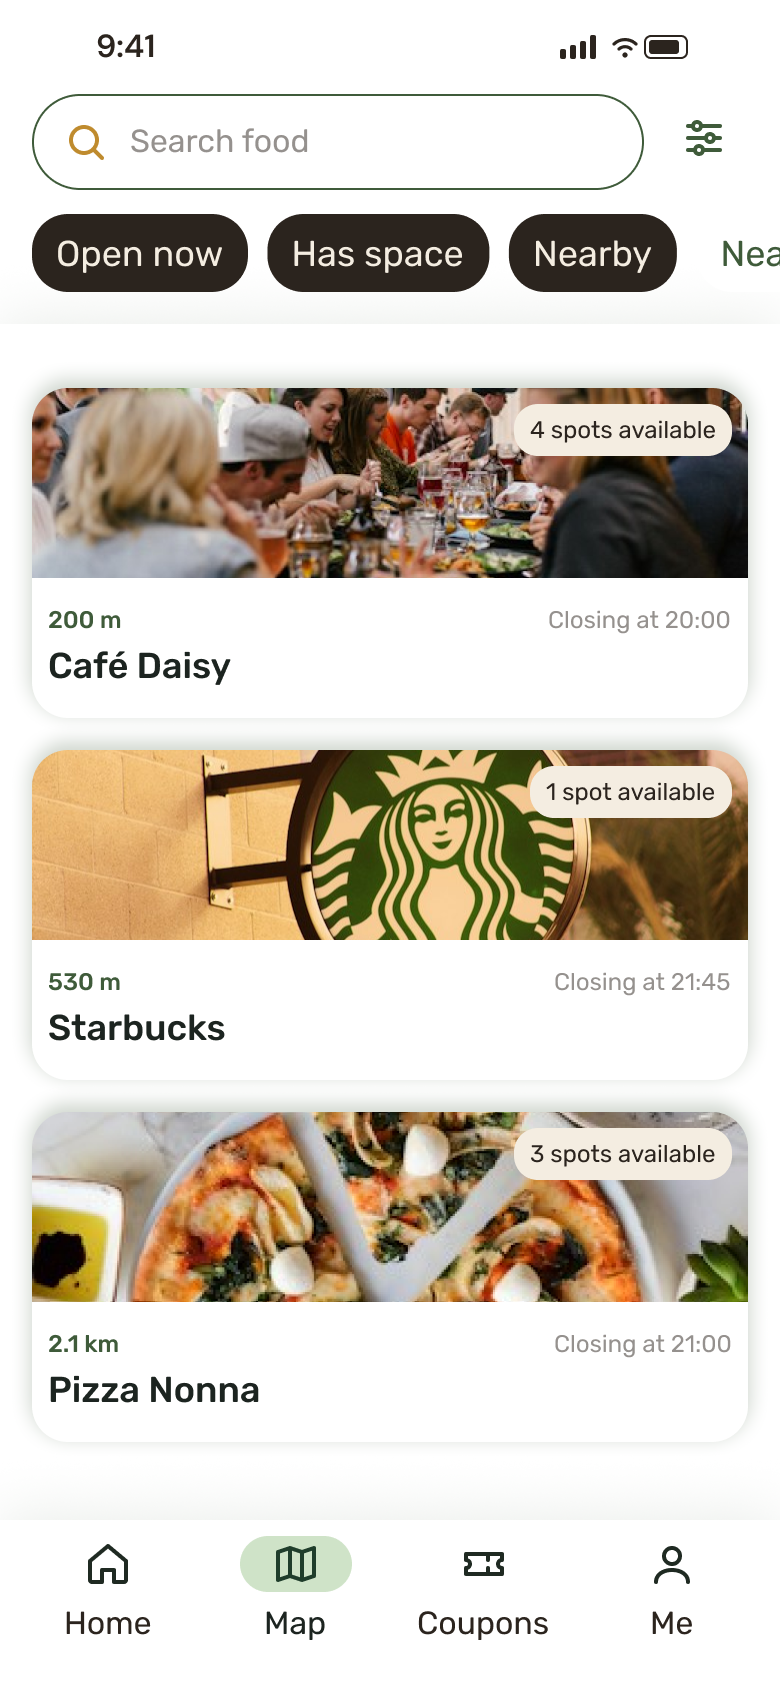 9:41
Search food
Open now Has space Nearby Nea
4 spots available
200 m Closing at 20:00
Café Daisy
1 spot available
530 m Closing at 21:45
Starbucks
3 spots available
2.1 km Closing at 21:00
Pizza Nonna
Home Map Coupons Me